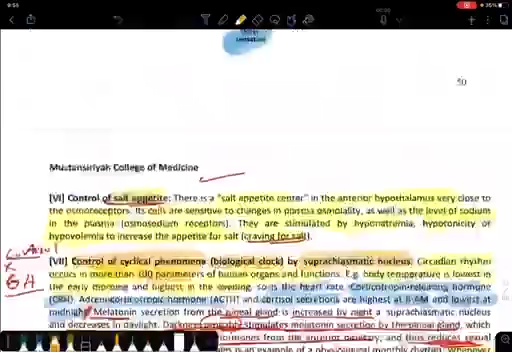 9:55
35%
sensation
50
Mustansiriyah College of Medicine
[VI] Control of salt appetite: There is a "salt appetite center" in the anterior hypothalamus very close to
the osmoreceptors. Its cells are sensitive to changes in plasma osmolality, as well as the level of sodium
in the plasma (osmosodium receptors). They are stimulated by hyponatremia, hypotonicity or
hypovolemia to increase the appetite for salt (craving for salt).
[VII] Control of cyclical phenomena (biological clock) by suprachiasmatic nucleus: Circadian rhythm
occurs in more than 100 parameters of human organs and functions. E.g. body temperature is lowest in
the early morning and highest in the evening, so is the heart rate. Corticotropin-releasing hormone
(CRH), Adrenocorticotropic hormone (ACTH) and cortisol secretions are highest at 8 AM and lowest at
midnight. Melatonin secretion from the pineal gland is increased by night a suprachiasmatic nucleus
and decreases in daylight. Darkness stimulates melatonin secretion by the pineal gland, which
hormones from the anterior pituitary, and thus reduces sexual
is an example of a
GH